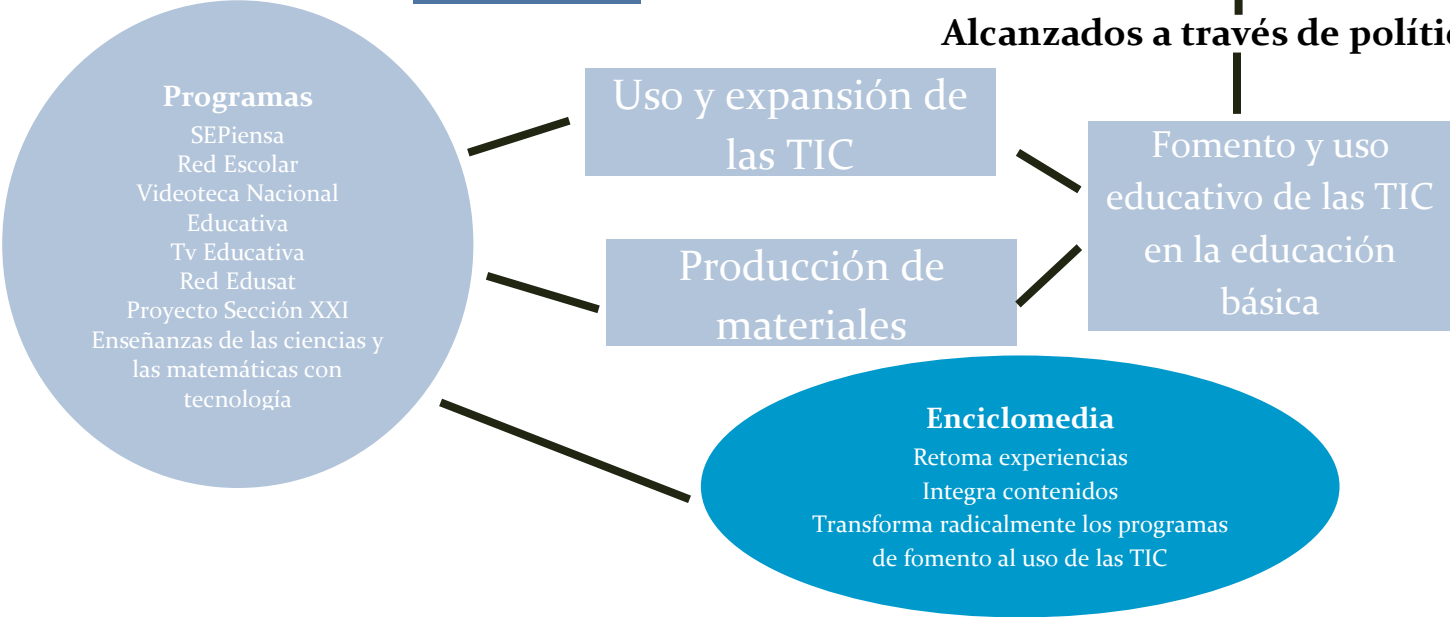 Alcanzados a través de políti
Programas
SEPiensa
Red Escolar
Videoteca Nacional
Educativa
Tv Educativa
Red Edusat
Proyecto Sección XXI
Enseñanzas de las ciencias y
las matemáticas con
tecnología
Uso y expansión de
las TIC
Producción de
materiales
Fomento y uso
educativo de las TIC
en la educación
básica
Enciclomedia
Retoma experiencias
Integra contenidos
Transforma radicalmente los programas
de fomento al uso de las TIC